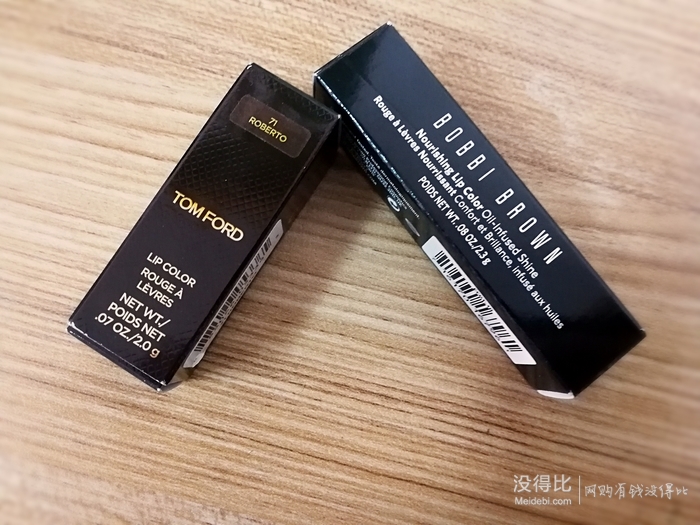 71
ROBERTO
TOM FORD
LIP COLOR
ROUGE À
LÈVRES
NET WT./
POIDS NET
.07 OZ./2.0 g
BOBBI BROWN
Nourishing Lip Color Oil-Infused Shine
Rouge à Lèvres Nourrissant Confort et Brillance, infusé aux huiles
POIDS NET WT. .08 OZ./2.3 g
没得比
Meidebi.com
网购有钱没得比